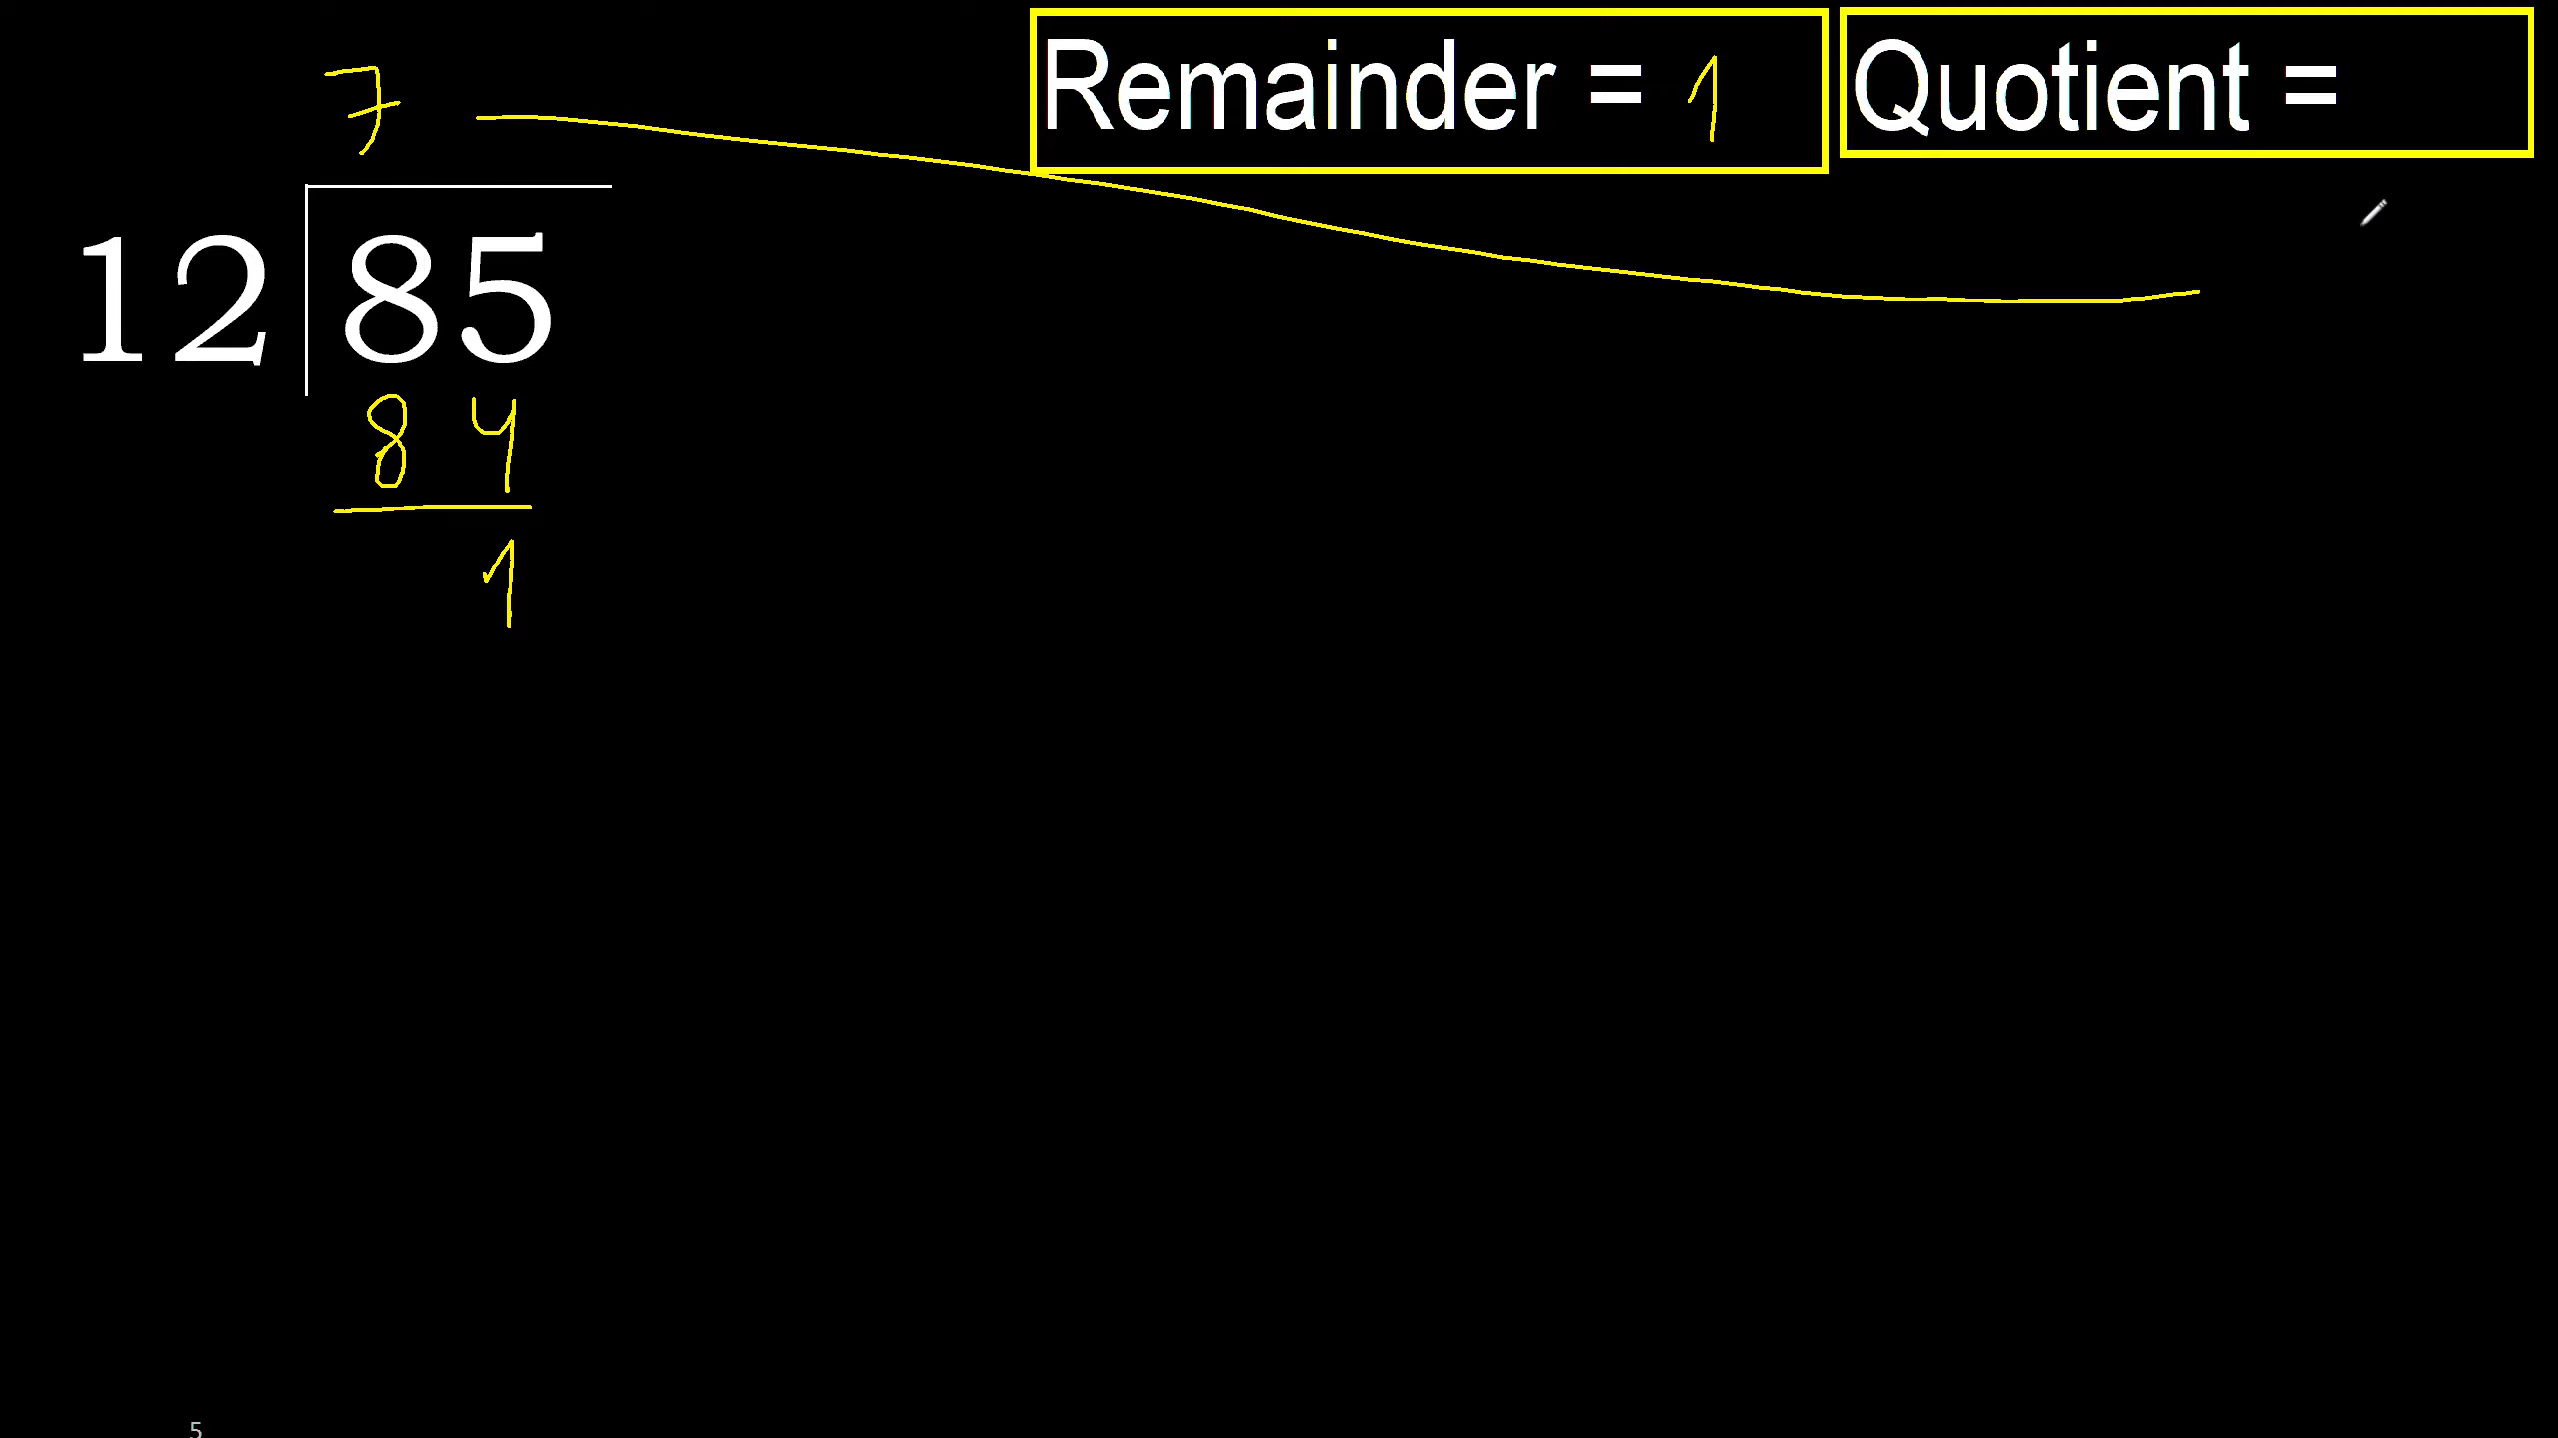 7
Remainder = 1
Quotient =
12 85
84
1
5